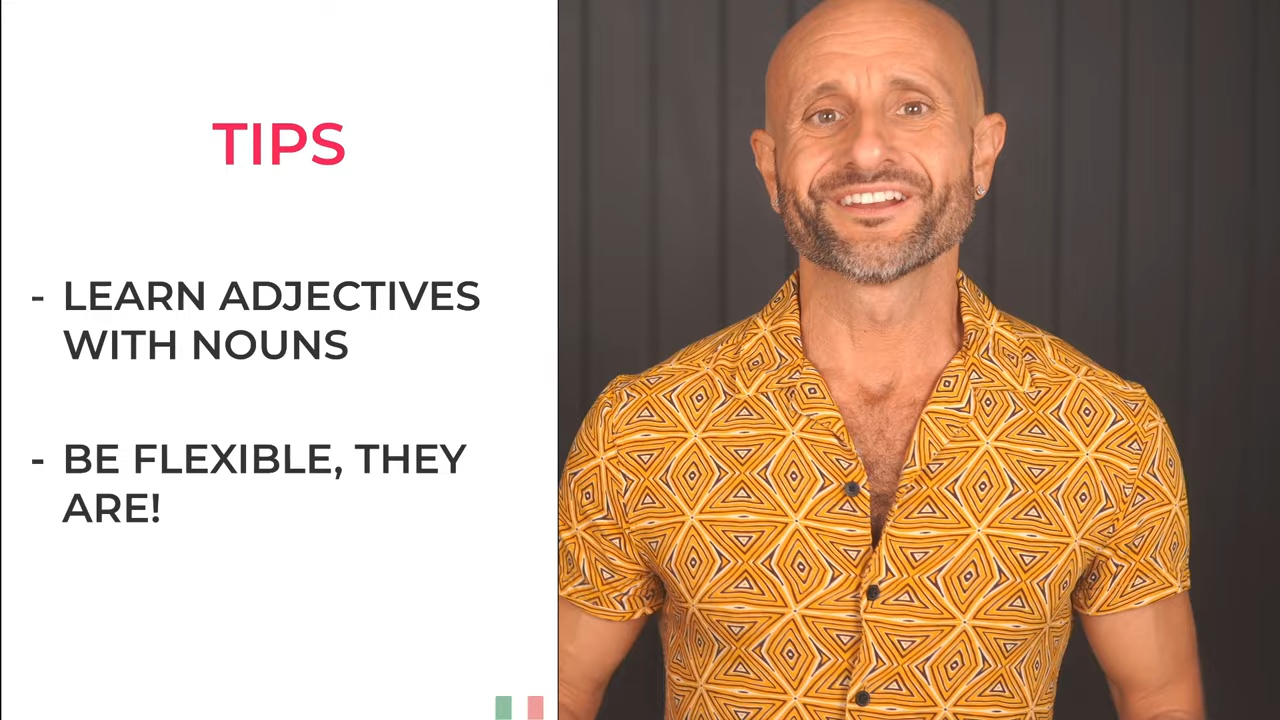 TIPS
- LEARN ADJECTIVES
WITH NOUNS
- BE FLEXIBLE, THEY
ARE!